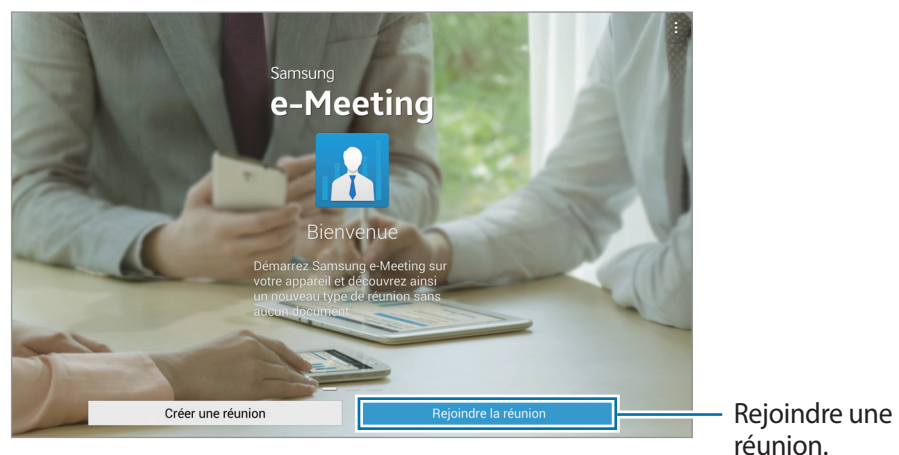 Samsung
e-Meeting
Bienvenue
Démarrez Samsung e-Meeting sur
votre appareil et découvrez ainsi
un nouveau type de réunion sans
aucun document.
Créer une réunion
Rejoindre la réunion
Rejoindre une
réunion.